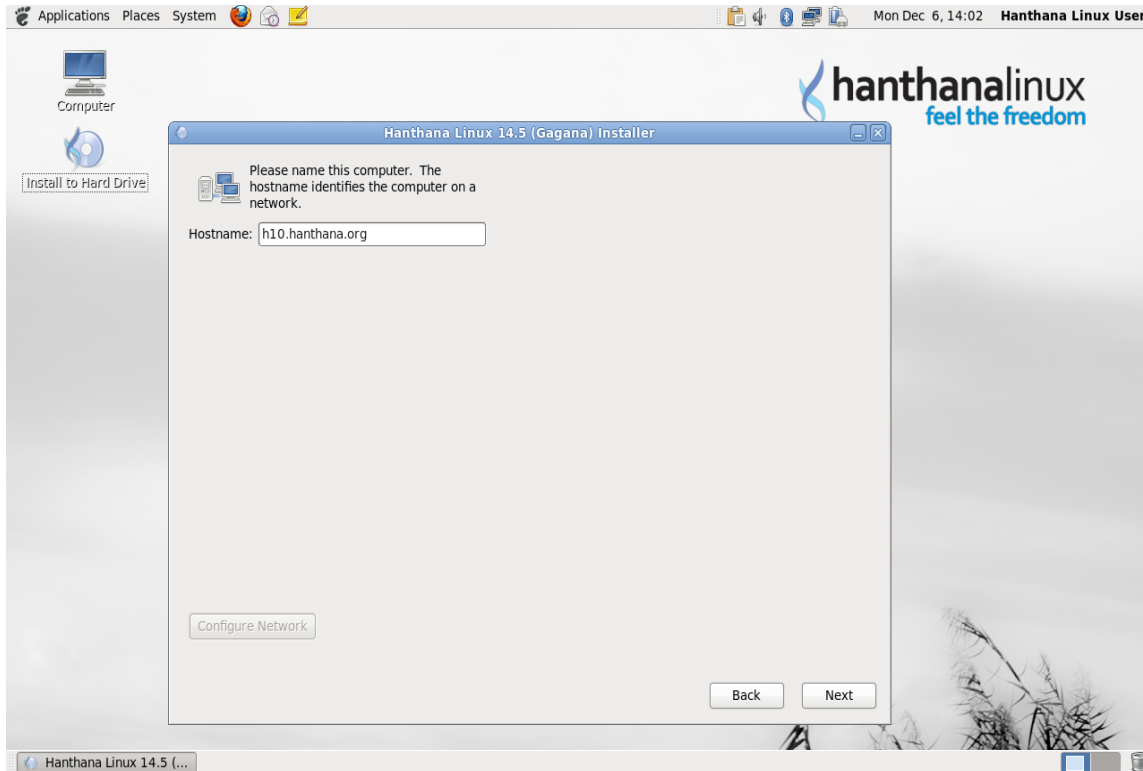 Applications Places System Mon Dec 6, 14:02 Hanthana Linux User
Computer
Install to Hard Drive
hanthanalinux
feel the freedom
Hanthana Linux 14.5 (Gagana) Installer
Please name this computer. The
hostname identifies the computer on a
network.
Hostname: h10.hanthana.org
Configure Network
Back Next
Hanthana Linux 14.5 (...